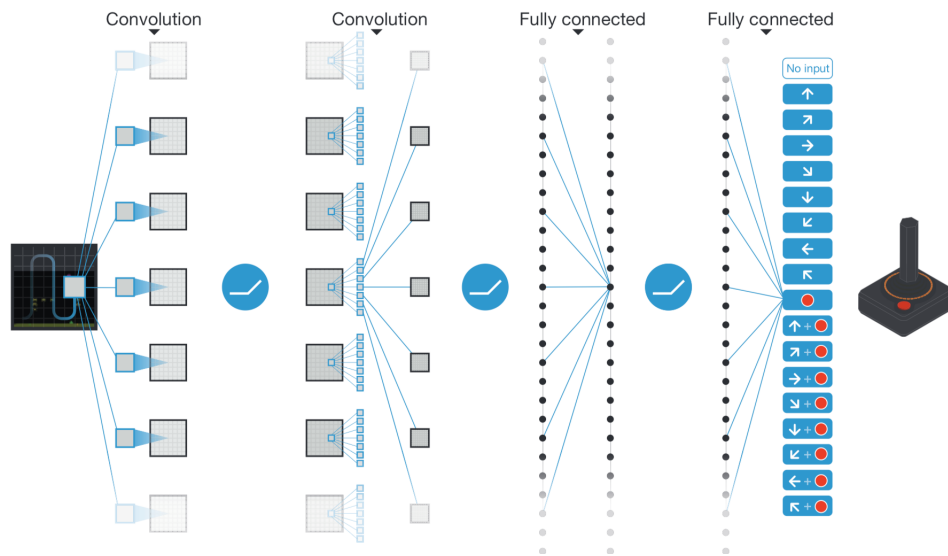 Convolution
Convolution
Fully connected
Fully connected
No input
+
+
+
+
+
+
+
+